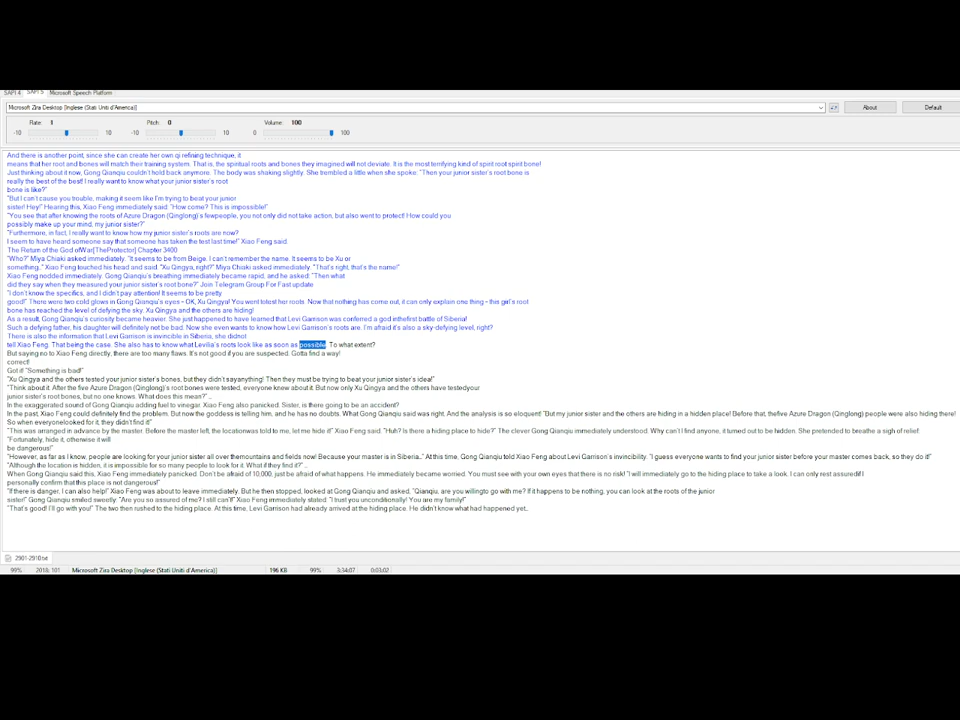 SAPI 4 SAPI 5 Microsoft Speech Platform
Microsoft Zira Desktop [Inglese (Stati Uniti d'America)]
About
Default
Rate: 1 Pitch: 0 Volume: 100
-10 10 -10 10 0 100
And there is another point, since she can create her own qi refining technique, it
means that her root and bones will match their training system. That is, the spiritual roots and bones they imagined will not deviate. It is the most terrifying kind of spirit root spirit bone!
Just thinking about it now, Gong Qianqiu couldn't hold back anymore. The body was shaking slightly. She trembled a little when she spoke: "Then your junior sister's root bone is
really the best of the best! I really want to know what your junior sister's root
bone is like?"
"But I can't cause you trouble, making it seem like I'm trying to beat your junior
sister! Hey!" Hearing this, Xiao Feng immediately said: "How come? This is impossible!"
"You see that after knowing the roots of Azure Dragon (Qinglong)'s fewpeople, you not only did not take action, but also went to protect! How could you
possibly make up your mind, my junior sister?"
"Furthermore, in fact, I really want to know how my junior sister's roots are now?
I seem to have heard someone say that someone has taken the test last time!" Xiao Feng said.
The Return of the God ofWar[TheProtector] Chapter 3400
"Who?" Miya Chiaki asked immediately. "It seems to be from Beige, I can't remember the name. It seems to be Xu or
something.." Xiao Feng touched his head and said. "Xu Qingya, right?" Miya Chiaki asked immediately. "That's right, that's the name!"
Xiao Feng nodded immediately. Gong Qianqiu's breathing immediately became rapid, and he asked: "Then what
did they say when they measured your junior sister's root bone?" Join Telegram Group For Fast update
"I don't know the specifics, and I didn't pay attention! It seems to be pretty
good!" There were two cold glows in Gong Qianqiu's eyes - OK, Xu Qingya! You went totest her roots. Now that nothing has come out, it can only explain one thing - this girl's root
bone has reached the level of defying the sky. Xu Qingya and the others are hiding!
As a result, Gong Qianqiu's curiosity became heavier. She just happened to have learned that Levi Garrison was conferred a god inthefirst battle of Siberia!
Such a defying father, his daughter will definitely not be bad. Now she even wants to know how Levi Garrison's roots are. I'm afraid it's also a sky-defying level, right?
There is also the information that Levi Garrison is invincible in Siberia, she didnot
tell Xiao Feng. That being the case. She also has to know what Levilia's roots look like as soon as possible. To what extent?
But saying no to Xiao Feng directly, there are too many flaws. It's not good if you are suspected. Gotta find a way!
correct!
Got it! "Something is bad!"
"Xu Qingya and the others tested your junior sister's bones, but they didn't sayanything! Then they must be trying to beat your junior sister's idea!"
"Think about it. After the five Azure Dragon (Qinglong)'s root bones were tested, everyone knew about it. But now only Xu Qingya and the others have testedyour
junior sister's root bones, but no one knows. What does this mean?" ..
In the exaggerated sound of Gong Qianqiu adding fuel to vinegar. Xiao Feng also panicked. Sister, is there going to be an accident?
In the past, Xiao Feng could definitely find the problem. But now the goddess is telling him, and he has no doubts. What Gong Qianqiu said was right. And the analysis is so eloquent! "But my junior sister and the others are hiding in a hidden place! Before that, thefive Azure Dragon (Qinglong) people were also hiding there!
So when everyonelooked for it, they didn't find it!"
"This was arranged in advance by the master. Before the master left, the locationwas told to me, let me hide it!" Xiao Feng said. "Huh? Is there a hiding place to hide?" The clever Gong Qianqiu immediately understood. Why can't I find anyone, it turned out to be hidden. She pretended to breathe a sigh of relief:
"Fortunately, hide it, otherwise it will
be dangerous!"
"However, as far as I know, people are looking for your junior sister all over themountains and fields now! Because your master is in Siberia..." At this time, Gong Qianqiu told Xiao Feng about Levi Garrison's invincibility. "I guess everyone wants to find your junior sister before your master comes back, so they do it!"
"Although the location is hidden, it is impossible for so many people to look for it. What if they find it?" ..
When Gong Qianqiu said this, Xiao Feng immediately panicked. Don't be afraid of 10,000, just be afraid of what happens. He immediately became worried. You must see with your own eyes that there is no risk! "I will immediately go to the hiding place to take a look. I can only rest assuredif I
personally confirm that this place is not dangerous!"
"If there is danger, I can also help!" Xiao Feng was about to leave immediately. But he then stopped, looked at Gong Qianqiu and asked, "Qianqiu, are you willingto go with me? If it happens to be nothing, you can look at the roots of the junior
sister!" Gong Qianqiu smiled sweetly: "Are you so assured of me? I still can't!" Xiao Feng immediately stated: "I trust you unconditionally! You are my family!"
"That's good! I'll go with you!" The two then rushed to the hiding place. At this time, Levi Garrison had already arrived at the hiding place. He didn't know what had happened yet..
2901-2910.txt
99% 2018: 101 Microsoft Zira Desktop [Inglese (Stati Uniti d'America)] 196 KB 99% 3:34:07 0:03:02